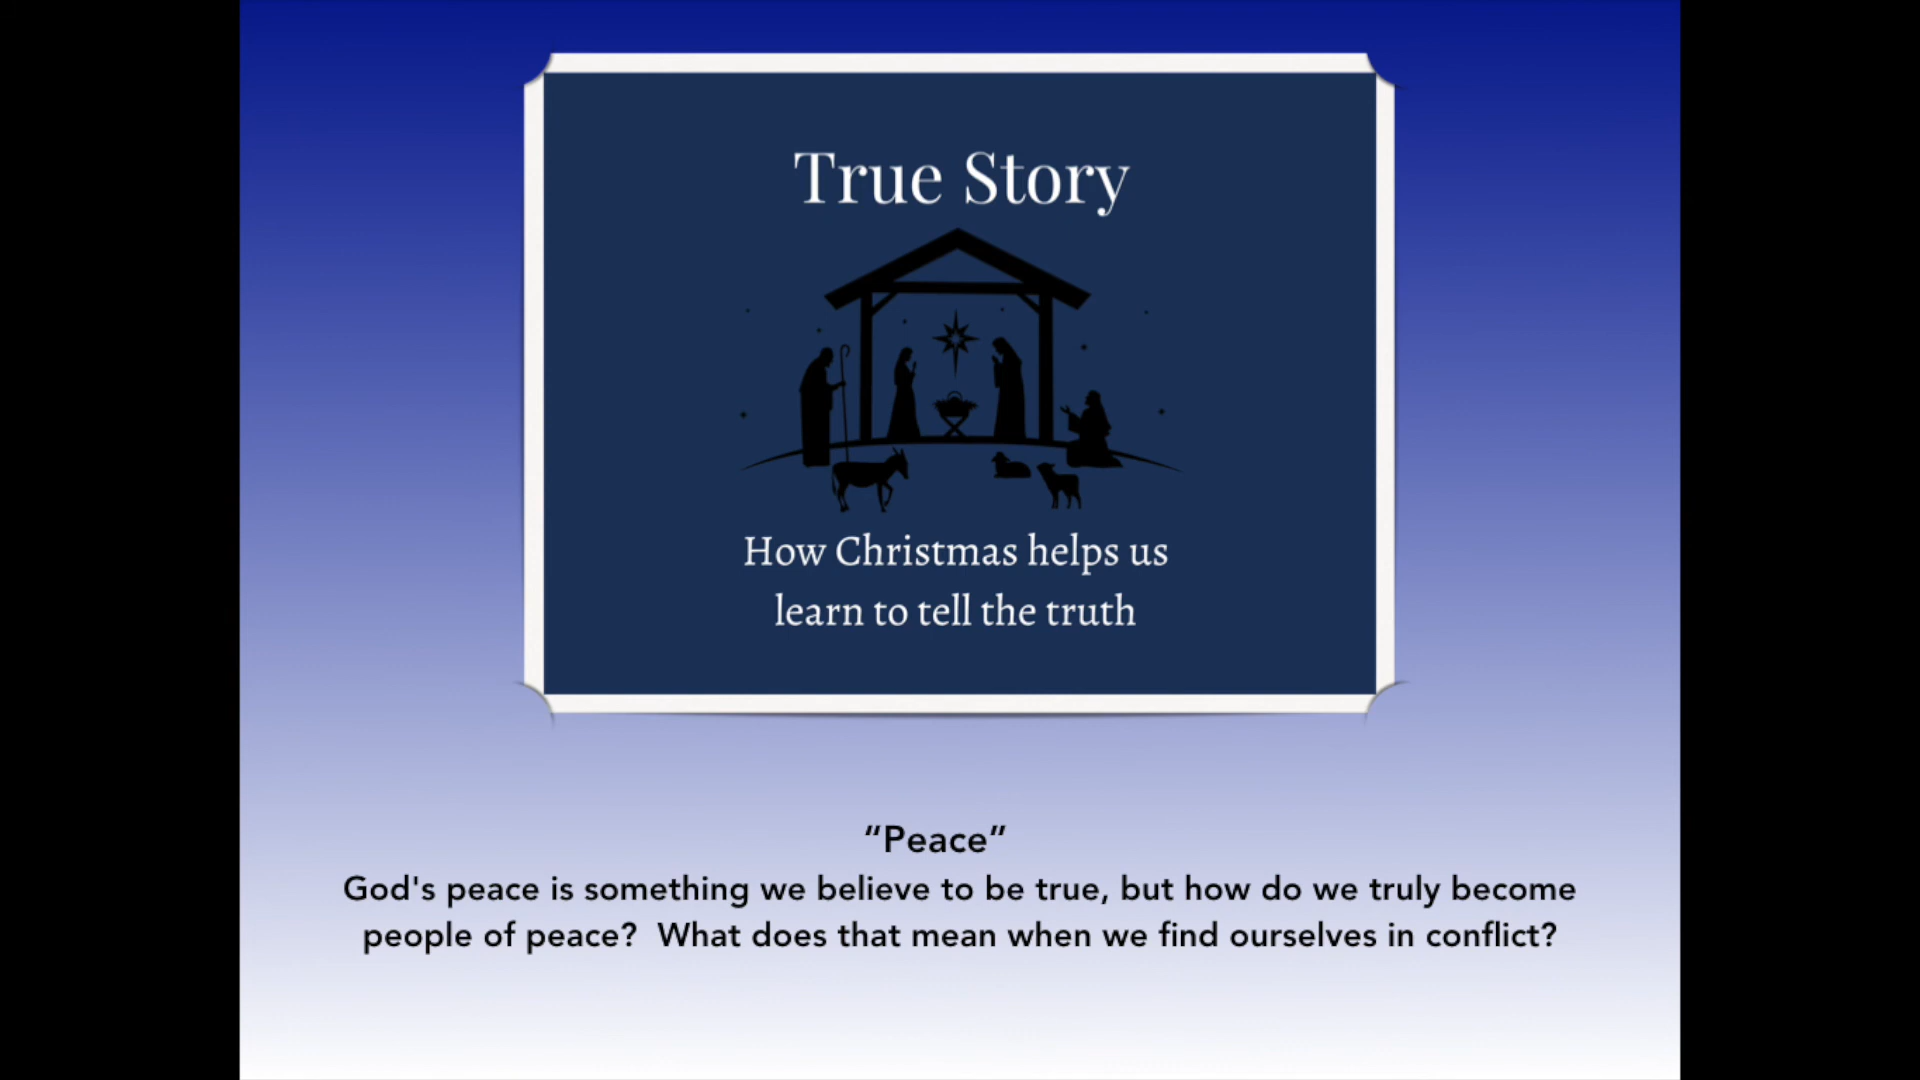 True Story
How Christmas helps us
learn to tell the truth
“Peace”
God's peace is something we believe to be true, but how do we truly become
people of peace?  What does that mean when we find ourselves in conflict?